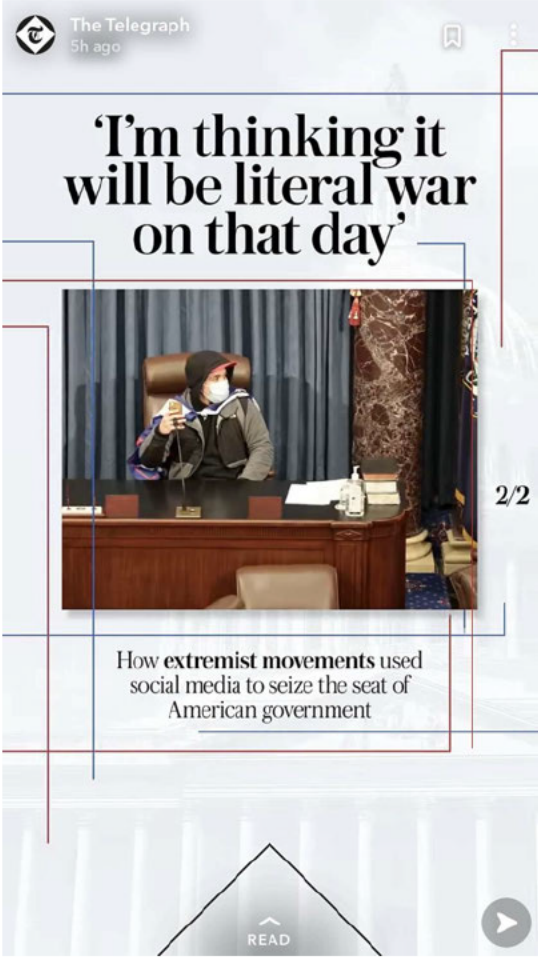 The Telegraph
5h ago
‘I’m thinking it
will be literal war
on that day’
2/2
How extremist movements used
social media to seize the seat of
American government
READ